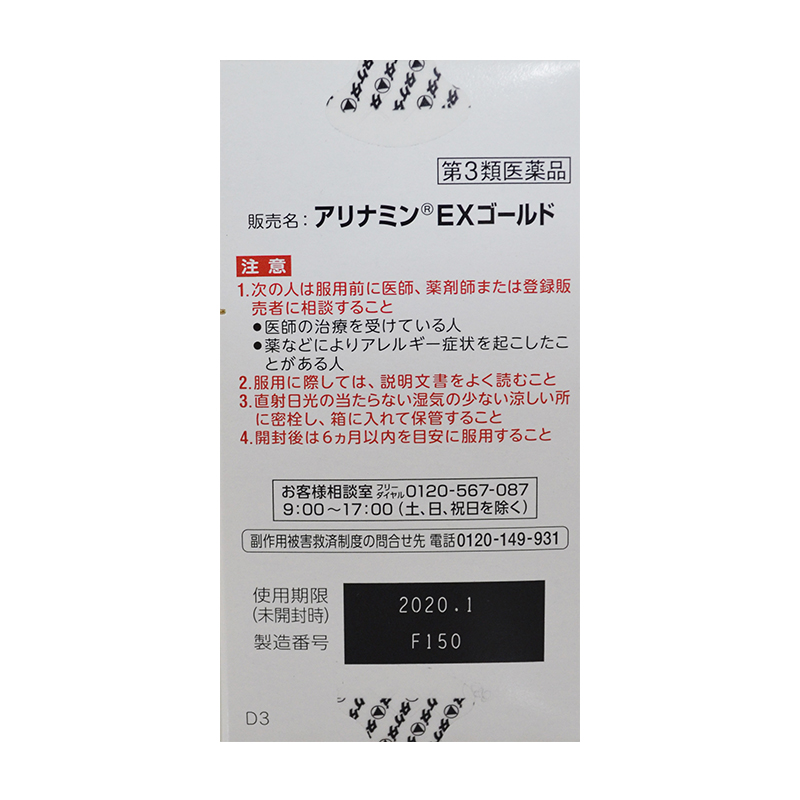 第3類医薬品
販売名：アリナミン®EXゴールド
注意
1.次の人は服用前に医師、薬剤師または登録販
売者に相談すること
●医師の治療を受けている人
●薬などによりアレルギー症状を起こしたこ
とがある人
2.服用に際しては、説明文書をよく読むこと
3.直射日光の当たらない湿気の少ない涼しい所
に密栓し、箱に入れて保管すること
4.開封後は6ヵ月以内を目安に服用すること
お客様相談室 フリーダイヤル 0120-567-087
9:00～17:00（土、日、祝日を除く）
副作用被害救済制度の問合せ先 電話0120-149-931
使用期限 2020.1
(未開封時)
製造番号 F150
D3